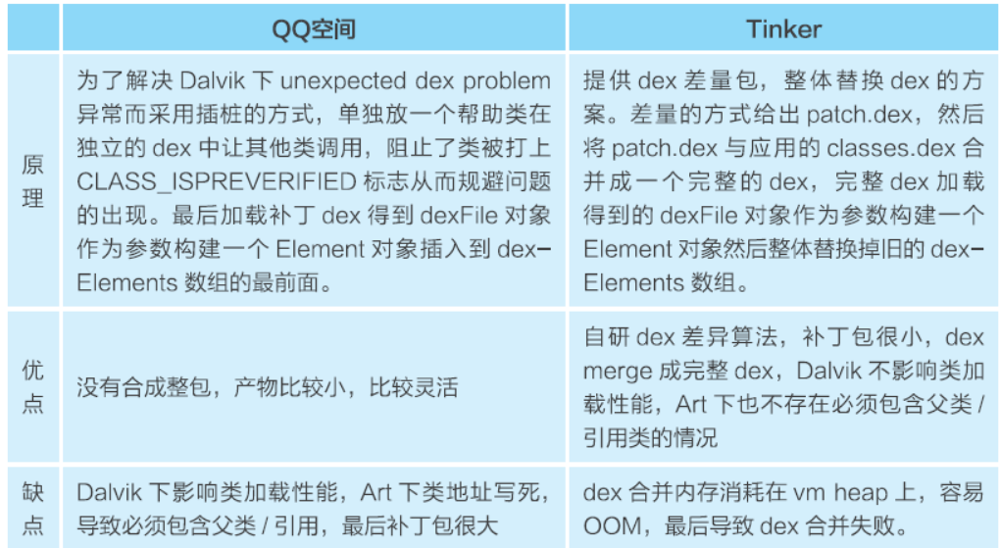 QQ空间
Tinker
原
理
为了解决 Dalvik 下 unexpected dex problem
异常而采用插桩的方式，单独放一个帮助类在
独立的 dex 中让其他类调用，阻止了类被打上
CLASS_ISPREVERIFIED 标志从而规避问题
的出现。最后加载补丁 dex 得到 dexFile 对象
作为参数构建一个 Element 对象插入到 dex–
Elements 数组的最前面。
提供 dex 差量包，整体替换 dex 的方
案。差量的方式给出 patch.dex，然后
将 patch.dex 与应用的 classes.dex 合
并成一个完整的 dex，完整 dex 加载
得到的 dexFile 对象作为参数构建一个
Element 对象然后整体替换掉旧的 dex–
Elements 数组。
优
点
没有合成整包，产物比较小，比较灵活
自研 dex 差异算法，补丁包很小，dex
merge 成完整 dex，Dalvik 不影响类加
载性能，Art 下也不存在必须包含父类 /
引用类的情况
缺
点
Dalvik 下影响类加载性能，Art 下类地址写死，
导致必须包含父类 / 引用，最后补丁包很大
dex 合并内存消耗在 vm heap 上，容易
OOM，最后导致 dex 合并失败。